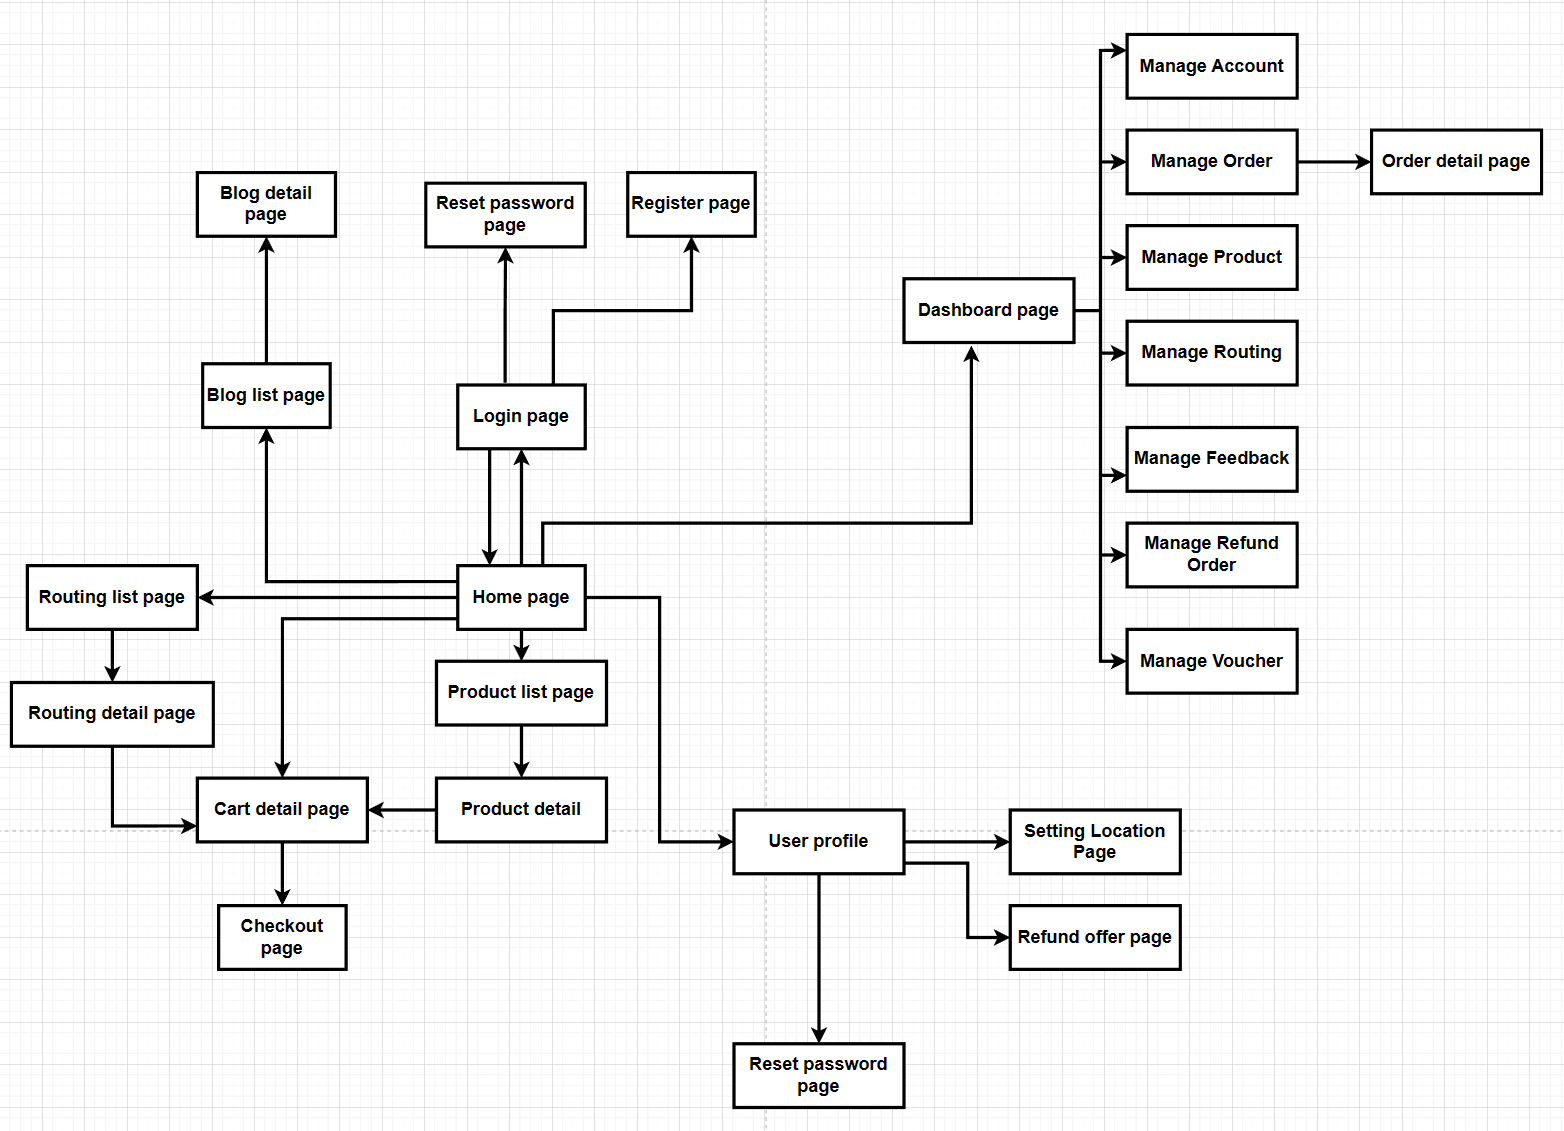 Manage Account
Manage Order
Order detail page
Blog detail
page
Reset password
page
Register page
Manage Product
Dashboard page
Manage Routing
Blog list page
Login page
Manage Feedback
Manage Refund
Order
Routing list page
Home page
Manage Voucher
Product list page
Routing detail page
Cart detail page
Product detail
User profile
Setting Location
Page
Checkout
page
Refund offer page
Reset password
page